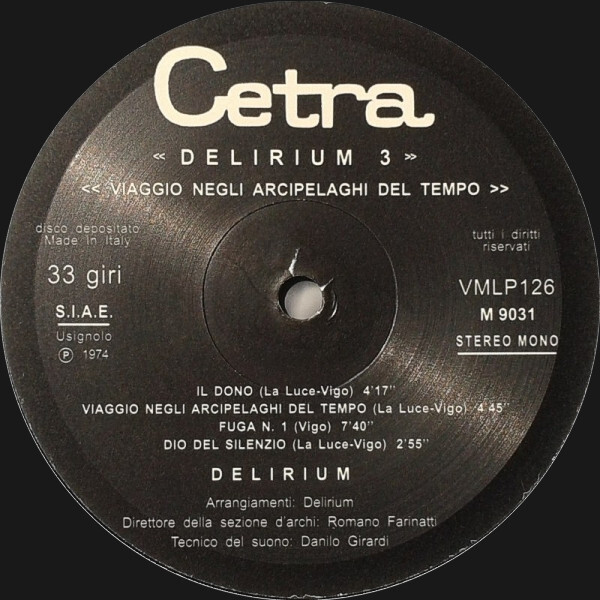 Cetra
« DELIRIUM 3 »
<< VIAGGIO NEGLI ARCIPELAGHI DEL TEMPO >>
disco depositato
Made in Italy
tutti i diritti
riservati
33 giri
S.I.A.E.
Usignolo
Ⓟ 1974
VMLP126
M 9031
STEREO MONO
IL DONO (La Luce-Vigo) 4'17"
VIAGGIO NEGLI ARCIPELAGHI DEL TEMPO (La Luce-Vigo) 4'45"
FUGA N. 1 (Vigo) 7'40"
DIO DEL SILENZIO (La Luce-Vigo) 2'55"
DELIRIUM
Arrangiamenti: Delirium
Direttore della sezione d'archi: Romano Farinatti
Tecnico del suono: Danilo Girardi